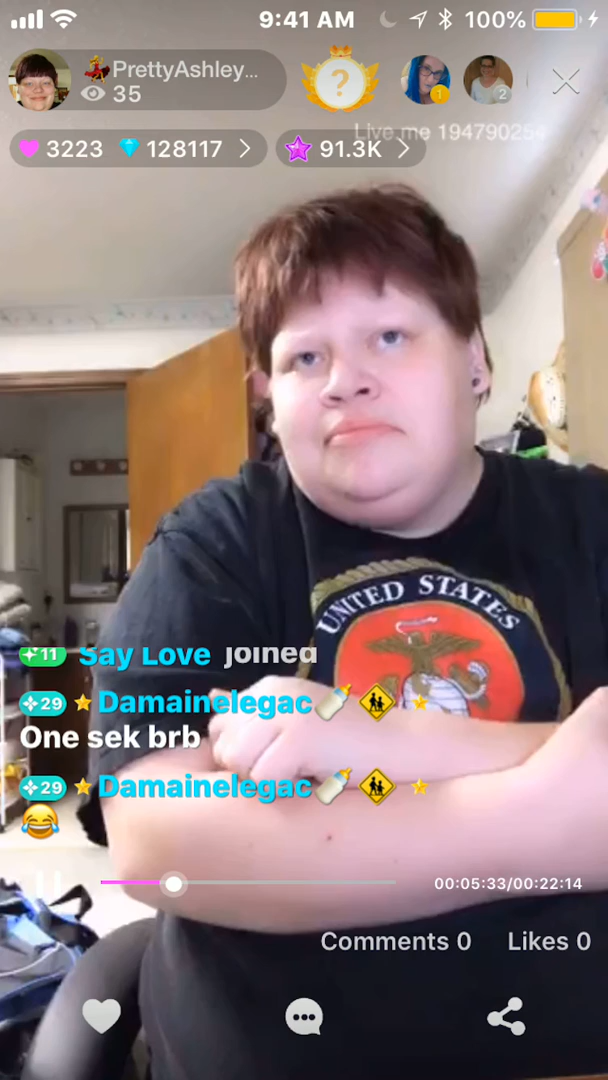 9:41 AM
100%
PrettyAshley...
35
?
1
2
Live.me 194790254
3223
128117
91.3K
UNITED STATES
11 Say Love joined
29 Damainelegac
One sek brb
29 Damainelegac
00:05:33/00:22:14
Comments 0
Likes 0